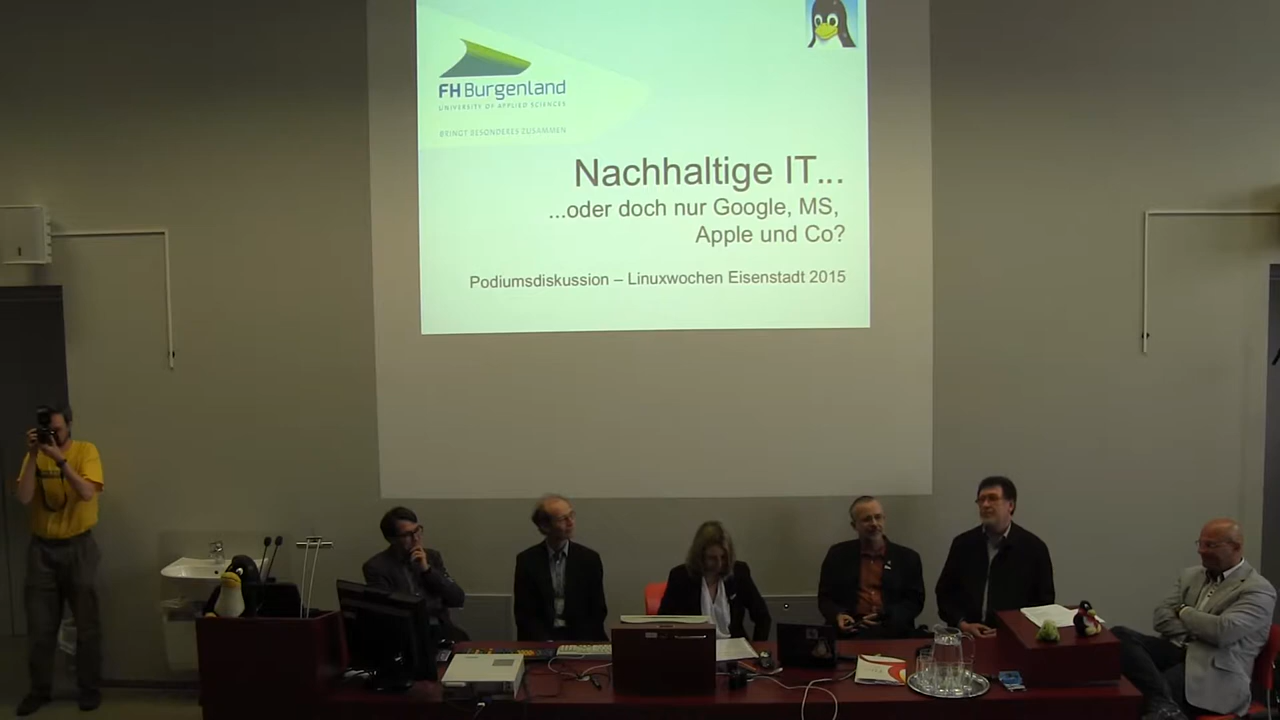 FH Burgenland
UNIVERSITY OF APPLIED SCIENCES
BRINGT BESONDERES ZUSAMMEN
Nachhaltige IT...
...oder doch nur Google, MS,
Apple und Co?
Podiumsdiskussion – Linuxwochen Eisenstadt 2015